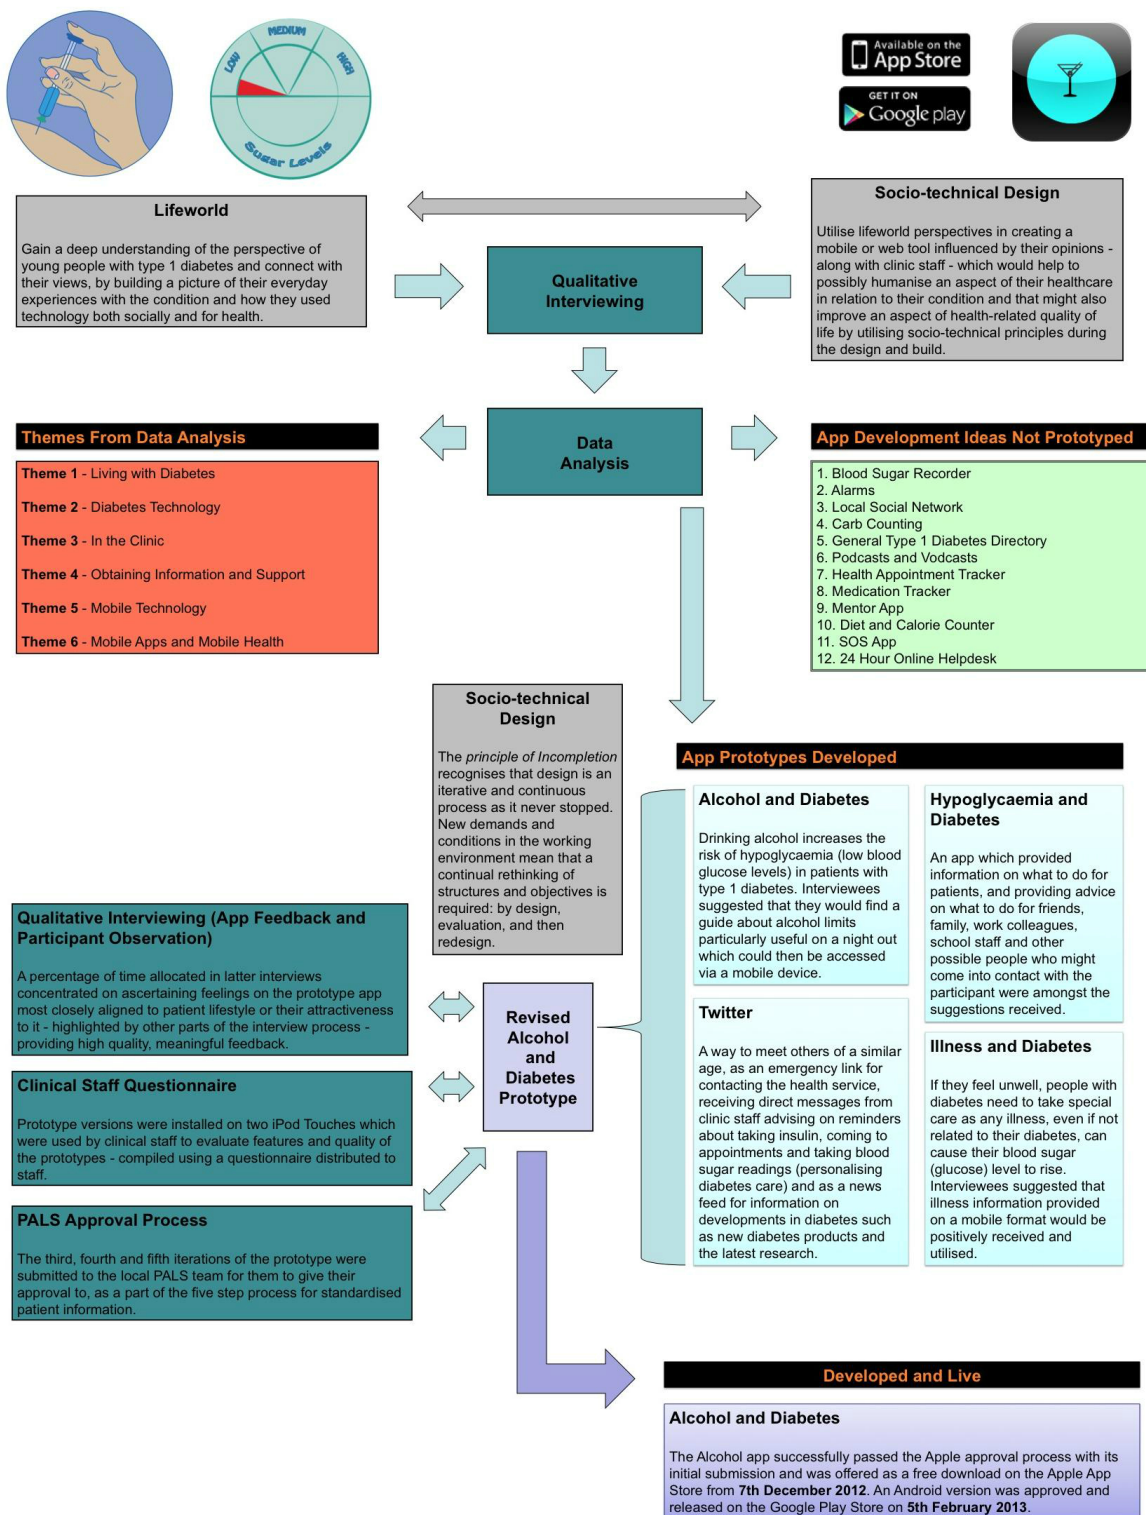 LOW
MEDIUM
HIGH
Sugar Levels
Available on the
App Store
GET IT ON
Google play
Lifeworld
Gain a deep understanding of the perspective of
young people with type 1 diabetes and connect with
their views, by building a picture of their everyday
experiences with the condition and how they used
technology both socially and for health.
Socio-technical Design
Utilise lifeworld perspectives in creating a
mobile or web tool influenced by their opinions -
along with clinic staff - which would help to
possibly humanise an aspect of their healthcare
in relation to their condition and that might also
improve an aspect of health-related quality of
life by utilising socio-technical principles during
the design and build.
Qualitative
Interviewing
Data
Analysis
Themes From Data Analysis
Theme 1 - Living with Diabetes
Theme 2 - Diabetes Technology
Theme 3 - In the Clinic
Theme 4 - Obtaining Information and Support
Theme 5 - Mobile Technology
Theme 6 - Mobile Apps and Mobile Health
App Development Ideas Not Prototyped
1. Blood Sugar Recorder
2. Alarms
3. Local Social Network
4. Carb Counting
5. General Type 1 Diabetes Directory
6. Podcasts and Vodcasts
7. Health Appointment Tracker
8. Medication Tracker
9. Mentor App
10. Diet and Calorie Counter
11. SOS App
12. 24 Hour Online Helpdesk
Socio-technical
Design
The principle of Incompletion
recognises that design is an
iterative and continuous
process as it never stopped.
New demands and
conditions in the working
environment mean that a
continual rethinking of
structures and objectives is
required: by design,
evaluation, and then
redesign.
App Prototypes Developed
Alcohol and Diabetes
Drinking alcohol increases the
risk of hypoglycaemia (low blood
glucose levels) in patients with
type 1 diabetes. Interviewees
suggested that they would find a
guide about alcohol limits
particularly useful on a night out
which could then be accessed
via a mobile device.
Hypoglycaemia and
Diabetes
An app which provided
information on what to do for
patients, and providing advice
on what to do for friends,
family, work colleagues,
school staff and other
possible people who might
come into contact with the
participant were amongst the
suggestions received.
Twitter
A way to meet others of a similar
age, as an emergency link for
contacting the health service,
receiving direct messages from
clinic staff advising on reminders
about taking insulin, coming to
appointments and taking blood
sugar readings (personalising
diabetes care) and as a news
feed for information on
developments in diabetes such
as new diabetes products and
the latest research.
Illness and Diabetes
If they feel unwell, people with
diabetes need to take special
care as any illness, even if not
related to their diabetes, can
cause their blood sugar
(glucose) level to rise.
Interviewees suggested that
illness information provided
on a mobile format would be
positively received and
utilised.
Qualitative Interviewing (App Feedback and
Participant Observation)
A percentage of time allocated in latter interviews
concentrated on ascertaining feelings on the prototype app
most closely aligned to patient lifestyle or their attractiveness
to it - highlighted by other parts of the interview process -
providing high quality, meaningful feedback.
Clinical Staff Questionnaire
Prototype versions were installed on two iPod Touches which
were used by clinical staff to evaluate features and quality of
the prototypes - compiled using a questionnaire distributed to
staff.
PALS Approval Process
The third, fourth and fifth iterations of the prototype were
submitted to the local PALS team for them to give their
approval to, as a part of the five step process for standardised
patient information.
Revised
Alcohol
and
Diabetes
Prototype
Developed and Live
Alcohol and Diabetes
The Alcohol app successfully passed the Apple approval process with its
initial submission and was offered as a free download on the Apple App
Store from 7th December 2012. An Android version was approved and
released on the Google Play Store on 5th February 2013.